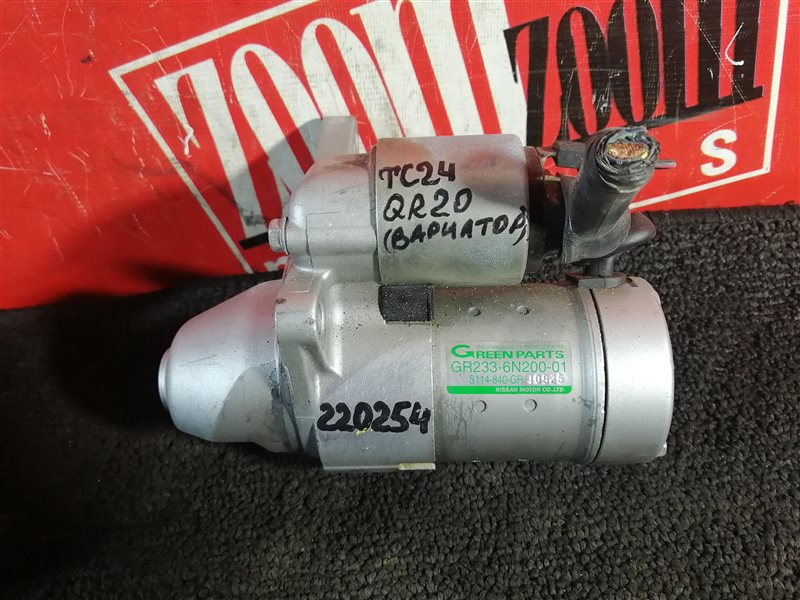 ZOOM
ZOOM
S
TC24
QR20
(ВАРИАТОР)
GREEN PARTS
GR233-6N200-01
S114-840-GR
NISSAN MOTOR CO.,LTD.
220254